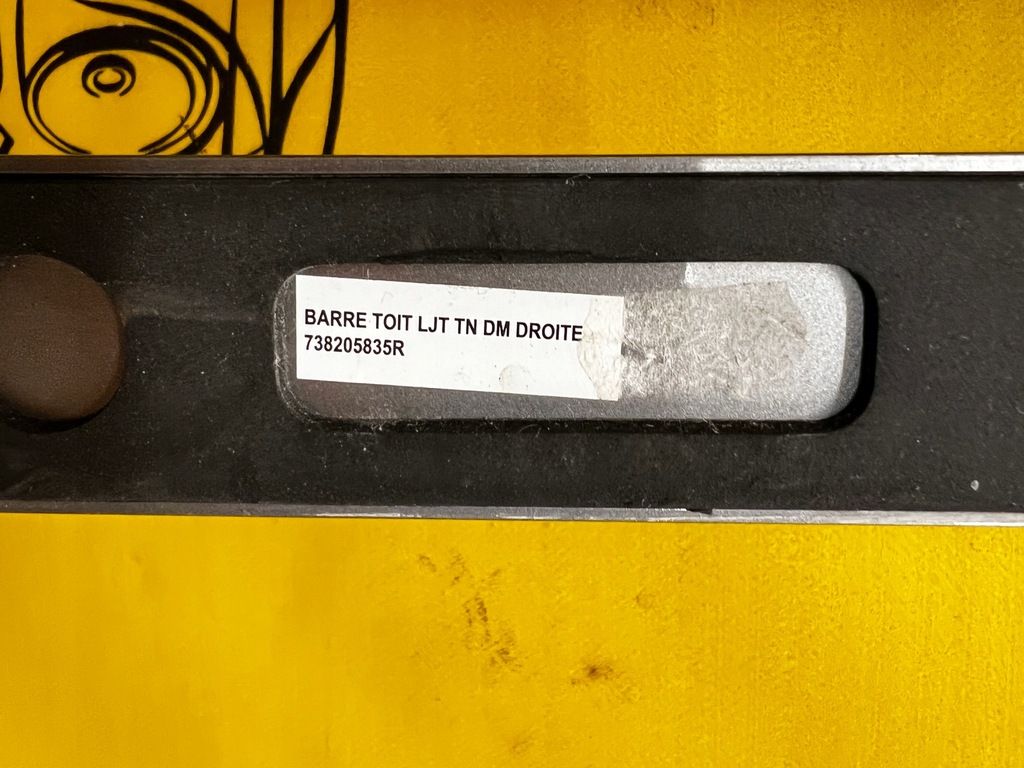 BARRE TOIT LJT TN DM DROITE
738205835R